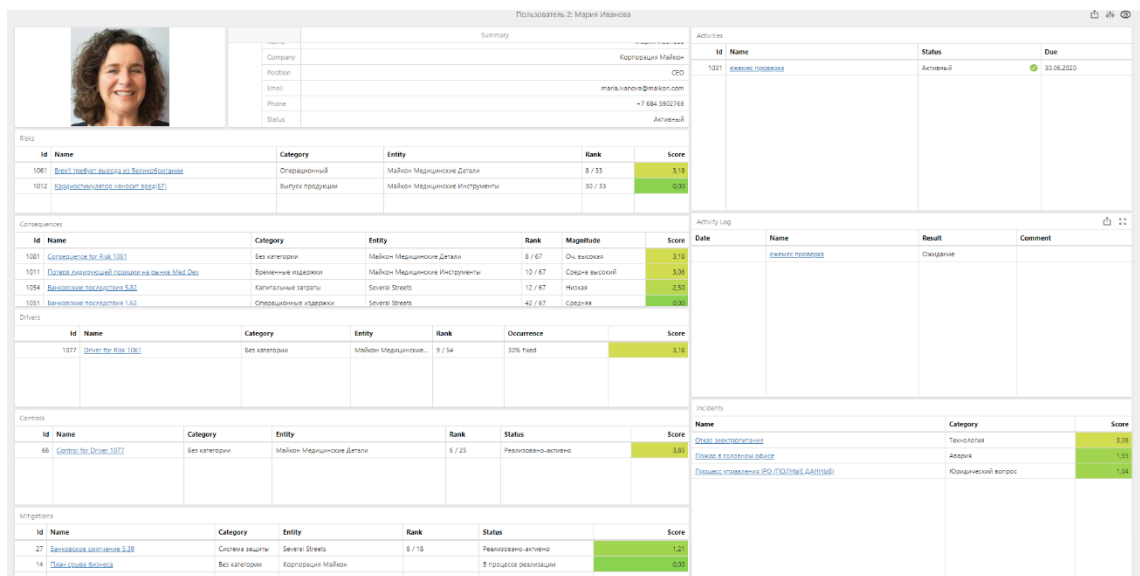 Пользователь 2: Мария Иванова
Summary
Company Корпорация Майкон
Position CEO
Email maria.ivanova@maikon.com
Phone +7 684 5902766
Status Активный
Risks
Id Name Category Entity Rank Score
1061 Brexit требует вывода из Великобритании Операционный Майкон Медицинские Детали 8 / 33 3,18
1012 Кардиостимулятор наносит вред(БТ) Выпуск продукции Майкон Медицинские Инструменты 30 / 33 0,00
Consequences
Id Name Category Entity Rank Magnitude Score
1081 Consequence for Risk 1061 Без категории Майкон Медицинские Детали 8 / 67 Оч. высокая 3,18
1011 Потеря лидирующей позиции на рынке Med Dev Временные издержки Майкон Медицинские Инструменты 10 / 67 Средне высокий 3,06
1054 Банковские последствия 5.82 Капитальные затраты Several Streets 12 / 67 Низкая 2,50
1051 Банковские последствия 1.62 Операционные издержки Several Streets 42 / 67 Средняя 0,00
Drivers
Id Name Category Entity Rank Occurrence Score
1077 Driver for Risk 1061 Без категории Майкон Медицинские... 9 / 54 30% fixed 3,18
Controls
Id Name Category Entity Rank Status Score
66 Control for Driver 1077 Без категории Майкон Медицинские Детали 6 / 25 Реализовано-активно 3,85
Mitigations
Id Name Category Entity Rank Status Score
27 Банковское смягчение 5.39 Система защиты Several Streets 8 / 18 Реализовано-активно 1,21
14 План срыва бизнеса Без категории Корпорация Майкон В процессе реализации 0,00
Activities
Id Name Status Due
1031 ежемес проверка Активный 30.06.2020
Activity Log
Date Name Result Comment
ежемес проверка Ожидание
Incidents
Name Category Score
Отказ электропитания Технология 3,06
Пожар в головном офисе Авария 1,55
Процесс управления IPO (ПОЛНЫЕ ДАННЫЕ) Юридический вопрос 1,04